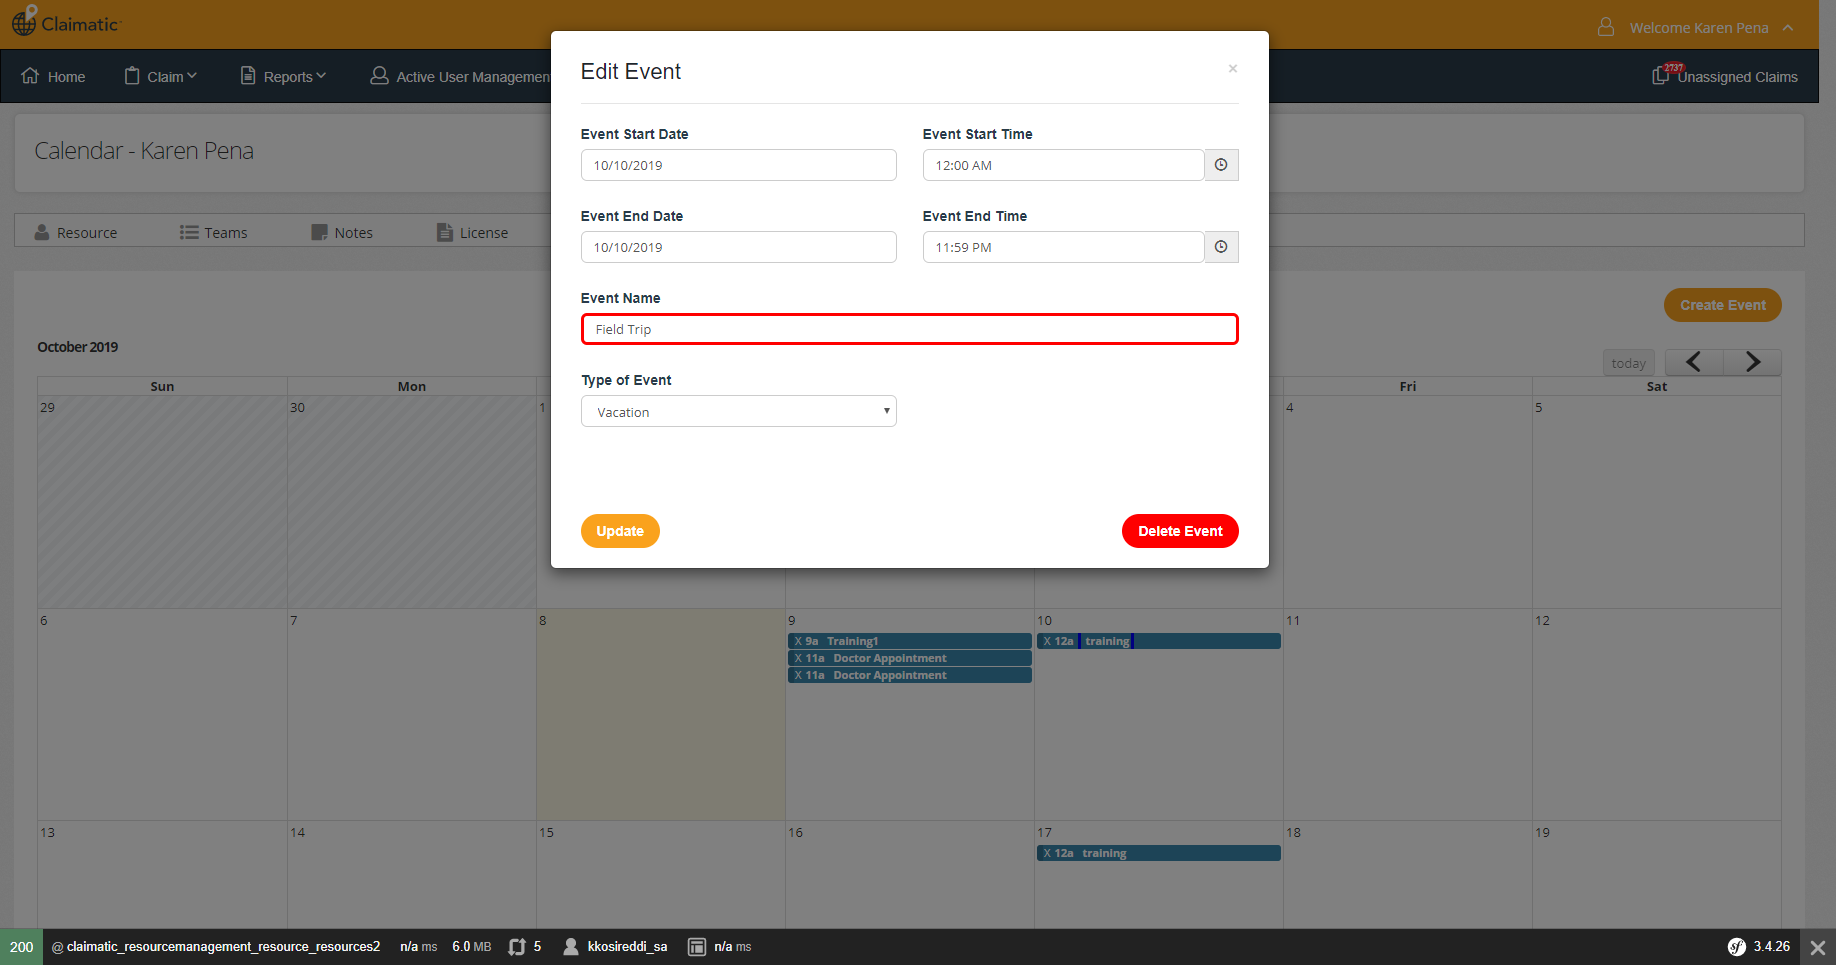 Claimatic
Welcome Karen Pena
Home
Claim
Reports
Active User Managemen
2737
Unassigned Claims
Calendar - Karen Pena
Resource
Teams
Notes
License
Edit Event
×
Event Start Date
Event Start Time
10/10/2019
12:00 AM
Event End Date
Event End Time
10/10/2019
11:59 PM
Event Name
Field Trip
Type of Event
Vacation
Update
Delete Event
Create Event
October 2019
today
Sun
Mon
Fri
Sat
29
30
1
4
5
6
7
8
9
10
11
12
X 9a Training1
X 11a Doctor Appointment
X 11a Doctor Appointment
X 12a training
13
14
15
16
17
18
19
X 12a training
200 @ claimatic_resourcemanagement_resource_resources2 n/a ms 6.0 MB 5 kkosireddi_sa n/a ms
sf 3.4.26